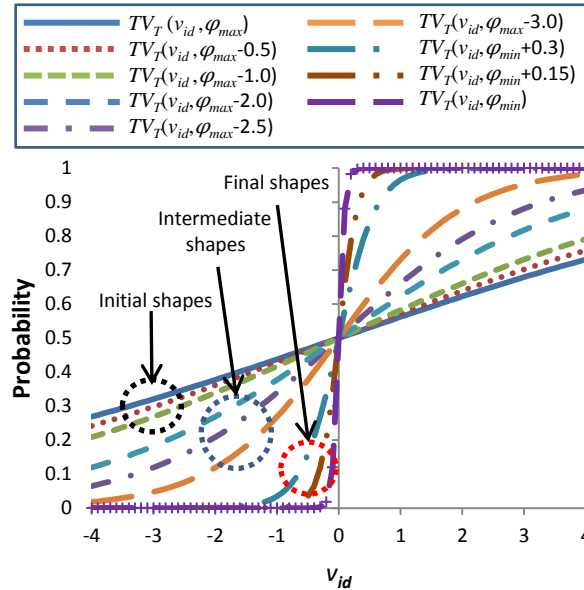 TV_T (v_id, φ_max)
TV_T(v_id, φ_max-0.5)
TV_T(v_id, φ_max-1.0)
TV_T(v_id, φ_max-2.0)
TV_T(v_id, φ_max-2.5)
TV_T(v_id, φ_max-3.0)
TV_T(v_id, φ_min+0.3)
TV_T(v_id, φ_min+0.15)
TV_T(v_id, φ_min)
1
0.9
0.8
0.7
0.6
0.5
0.4
0.3
0.2
0.1
0
Probability
Final shapes
Intermediate
shapes
Initial shapes
-4 -3 -2 -1 0 1 2 3 4
v_id